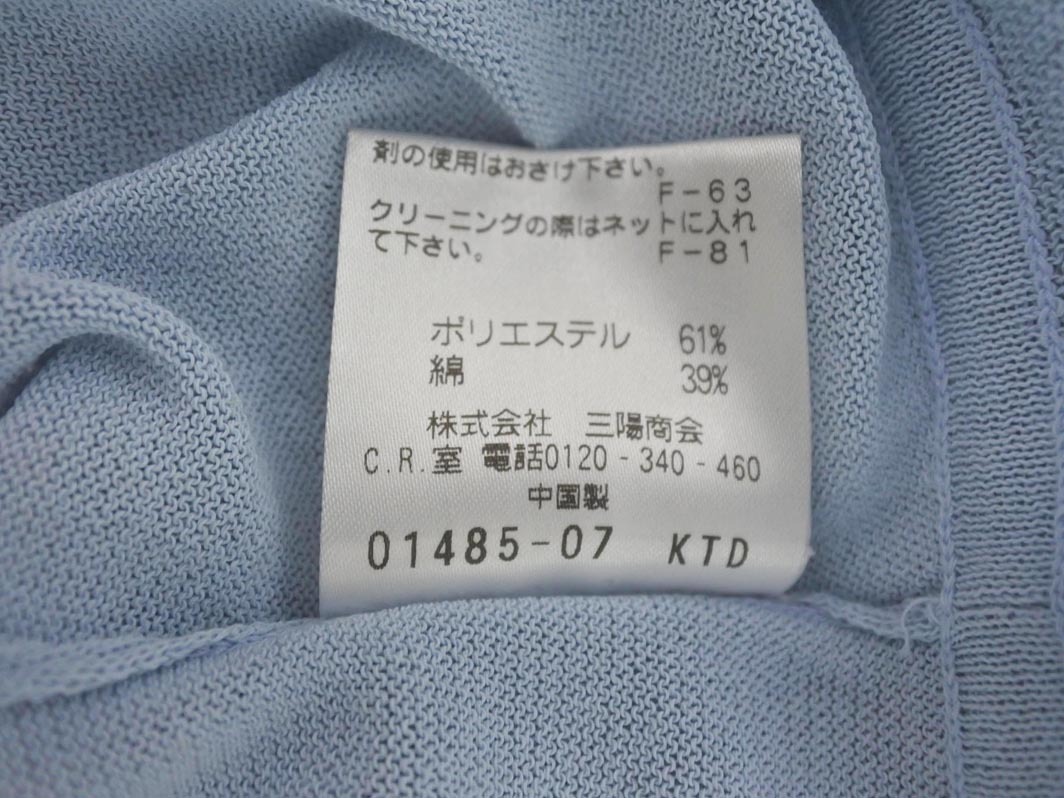 剤の使用はおさけ下さい。
F-63
クリーニングの際はネットに入れ
て下さい。 F-81
ポリエステル 61%
綿 39%
株式会社 三陽商会
C.R.室 電話0120-340-460
中国製
01485-07 KTD